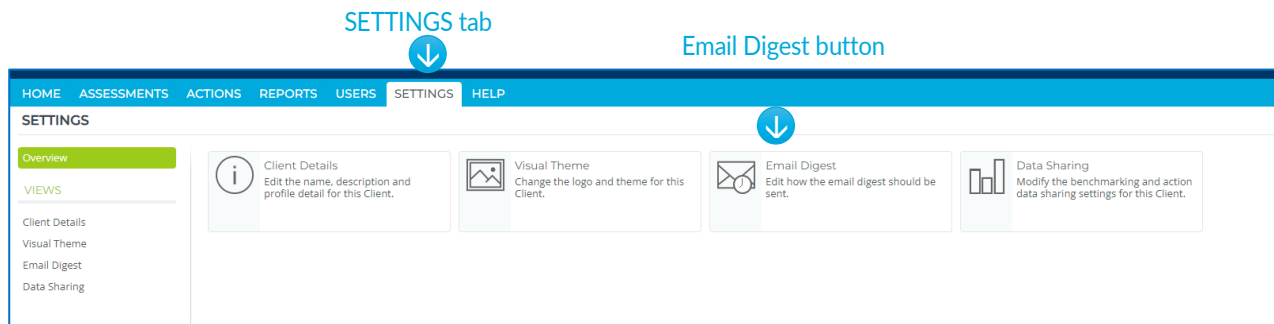 SETTINGS tab
Email Digest button
HOME ASSESSMENTS ACTIONS REPORTS USERS SETTINGS HELP
SETTINGS
Overview
VIEWS
Client Details
Visual Theme
Email Digest
Data Sharing
Client Details
Edit the name, description and
profile detail for this Client.
Visual Theme
Change the logo and theme for this
Client.
Email Digest
Edit how the email digest should be
sent.
Data Sharing
Modify the benchmarking and action
data sharing settings for this Client.